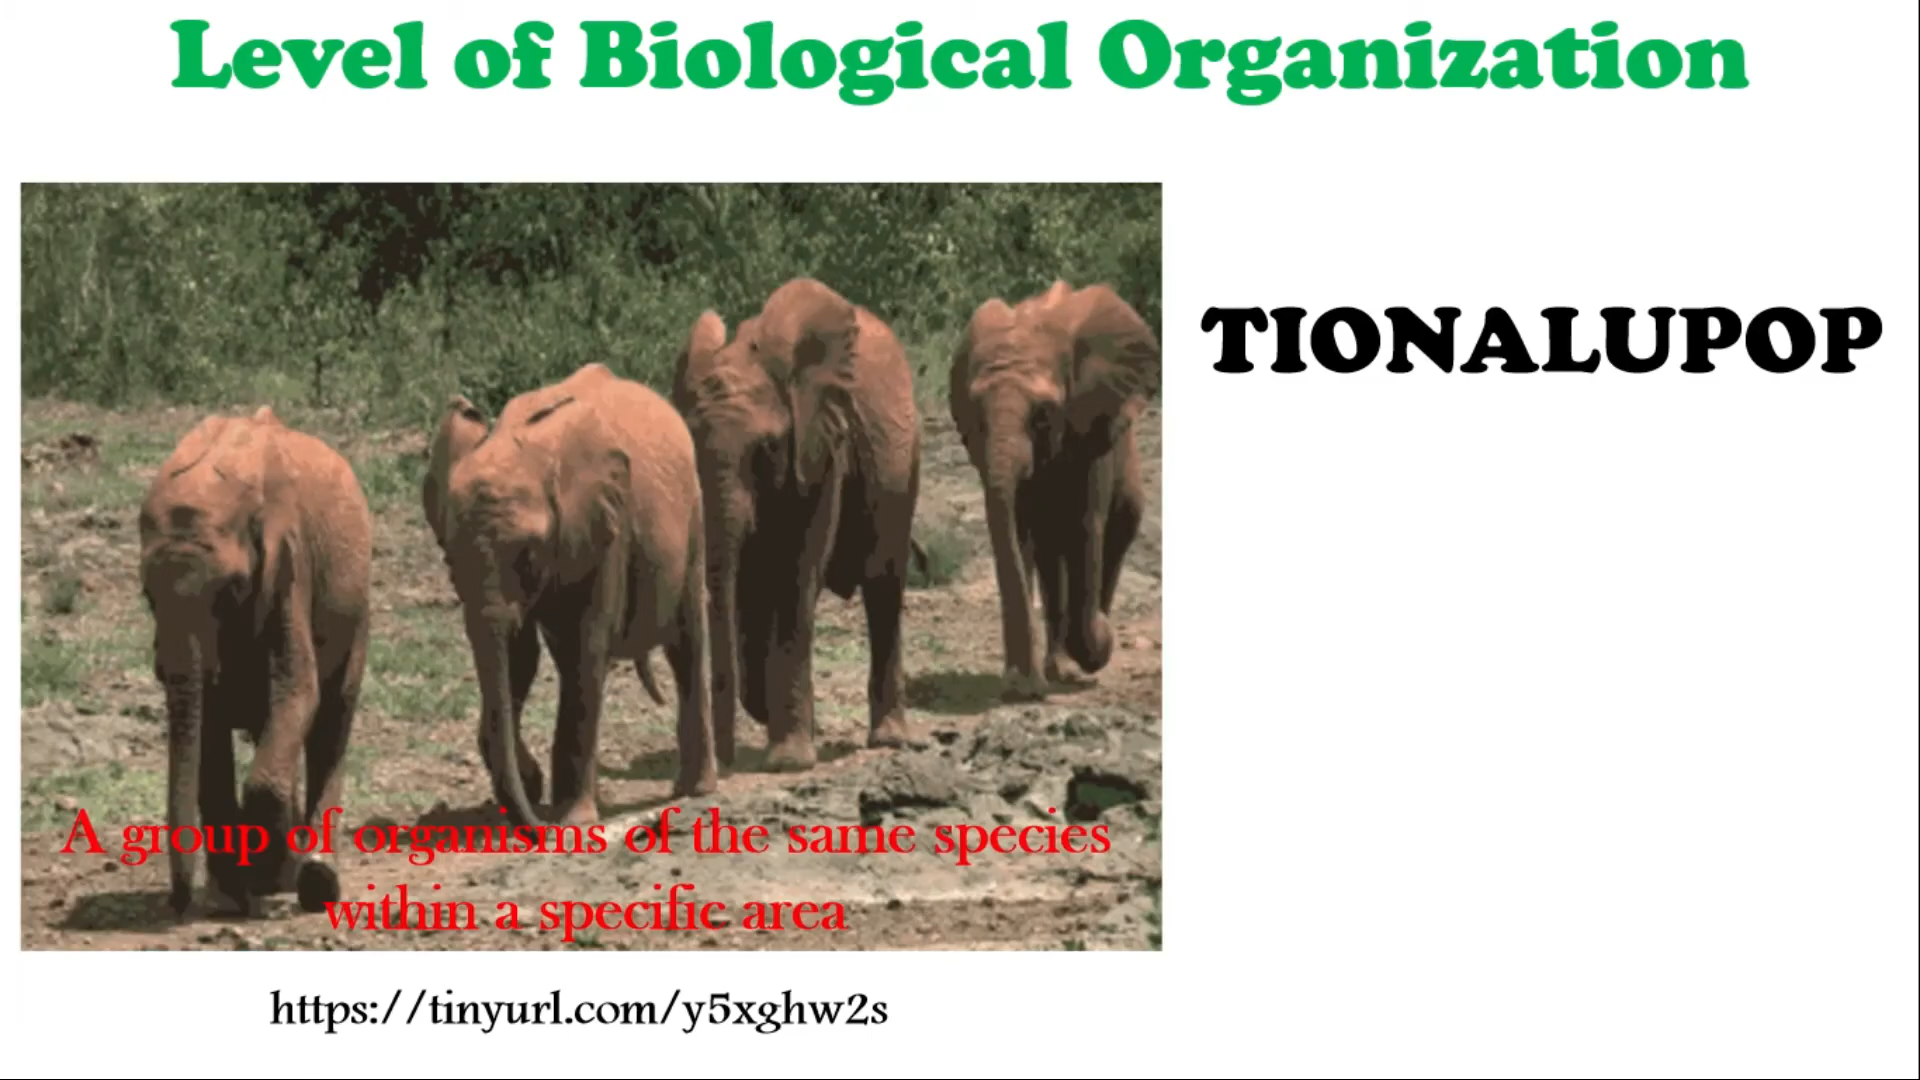 Level of Biological Organization
TIONALUPOP
A group of organisms of the same species
within a specific area
https://tinyurl.com/y5xghw2s